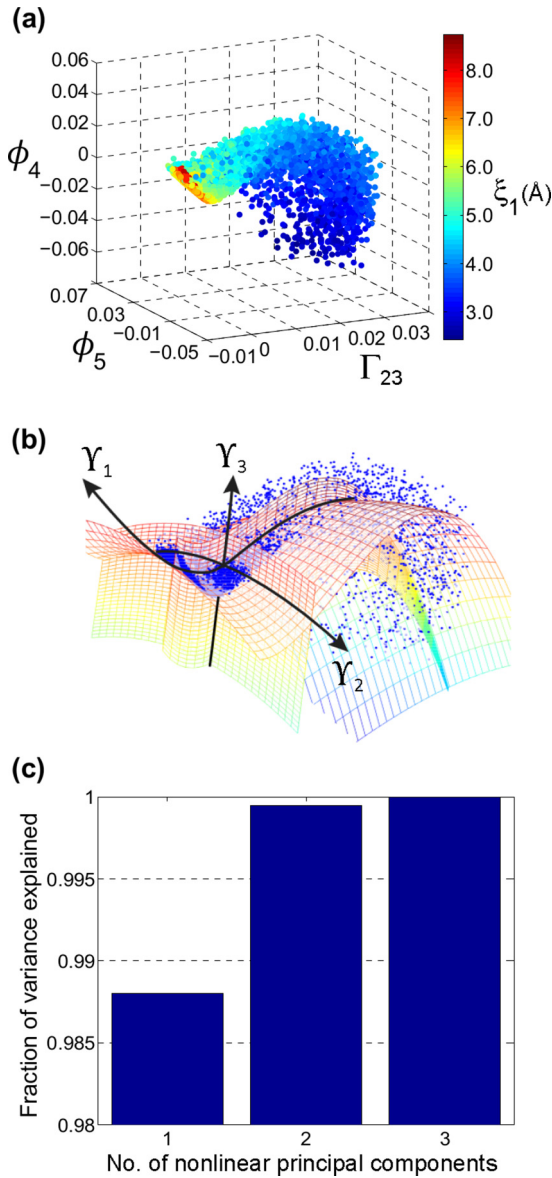 (a)
0.06
0.04
0.02
0
−0.02
−0.04
−0.06
ϕ4
0.07
0.03
−0.01
−0.05
ϕ5
−0.01
0
0.01
0.02
0.03
Γ23
8.0
7.0
6.0
5.0
4.0
3.0
ξ1(Å)
(b)
ϒ1
ϒ3
ϒ2
(c)
1
0.995
0.99
0.985
0.98
Fraction of variance explained
1 2 3
No. of nonlinear principal components